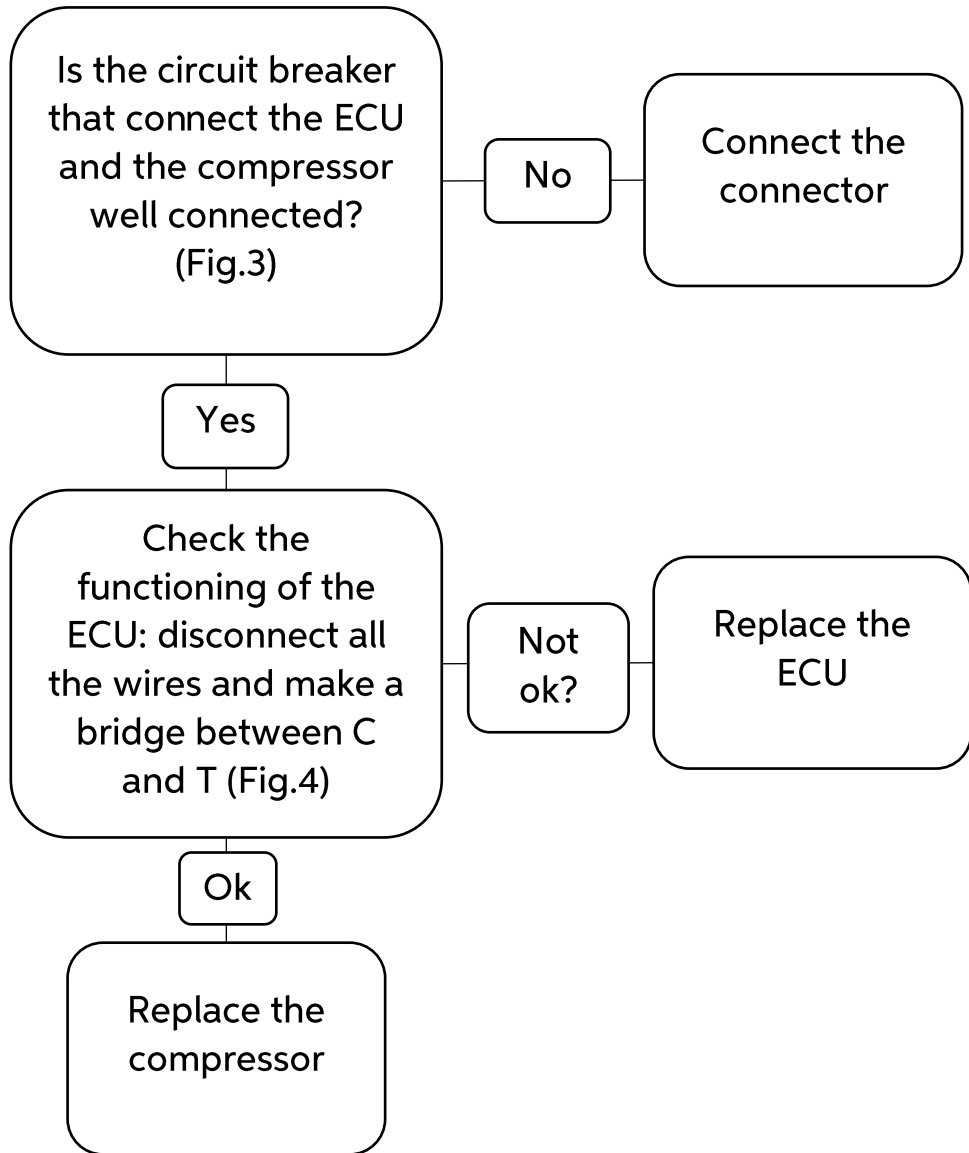 Is the circuit breaker
that connect the ECU
and the compressor
well connected?
(Fig.3)
No
Connect the
connector
Yes
Check the
functioning of the
ECU: disconnect all
the wires and make a
bridge between C
and T (Fig.4)
Not
ok?
Replace the
ECU
Ok
Replace the
compressor